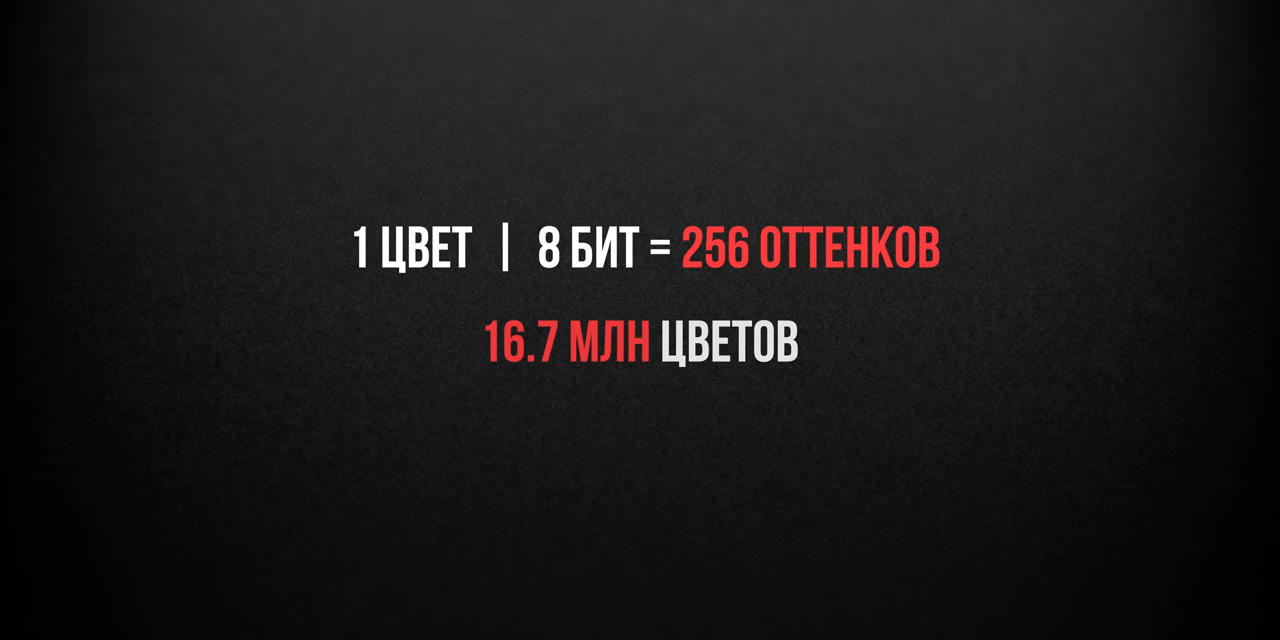 1 ЦВЕТ | 8 БИТ = 256 ОТТЕНКОВ
16.7 МЛН ЦВЕТОВ